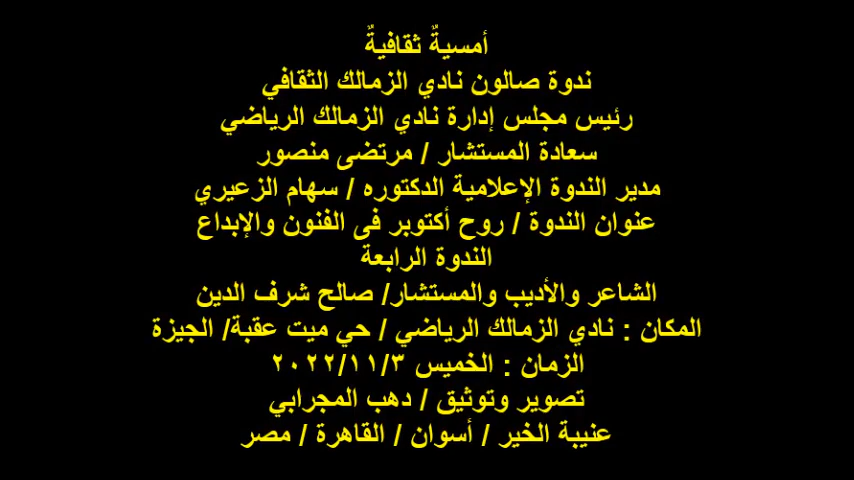 أمسيةٌ ثقافيةٌ
ندوة صالون نادي الزمالك الثقافي
رئيس مجلس إدارة نادي الزمالك الرياضي
سعادة المستشار / مرتضى منصور
مدير الندوة الإعلامية الدكتوره / سهام الزعيري
عنوان الندوة / روح أكتوبر فى الفنون والإبداع
الندوة الرابعة
الشاعر والأديب والمستشار/ صالح شرف الدين
المكان : نادي الزمالك الرياضي / حي ميت عقبة/ الجيزة
الزمان : الخميس ٢٠٢٢/١١/٣
تصوير وتوثيق / دهب المجرابي
عنيبة الخير / أسوان / القاهرة / مصر